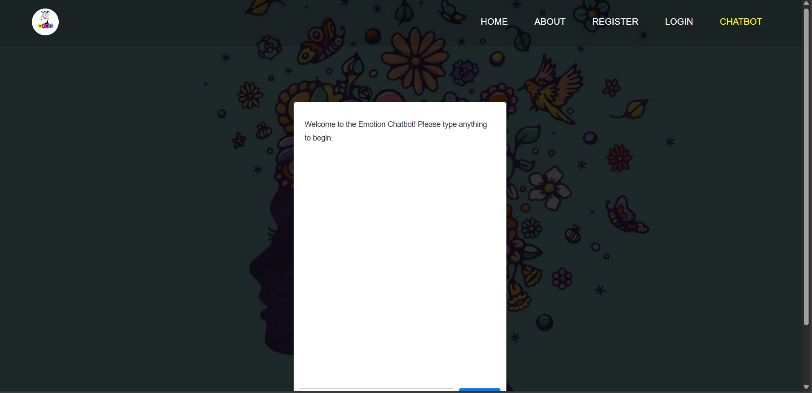 HOME ABOUT REGISTER LOGIN CHATBOT
Welcome to the Emotion Chatbot! Please type anything
to begin.